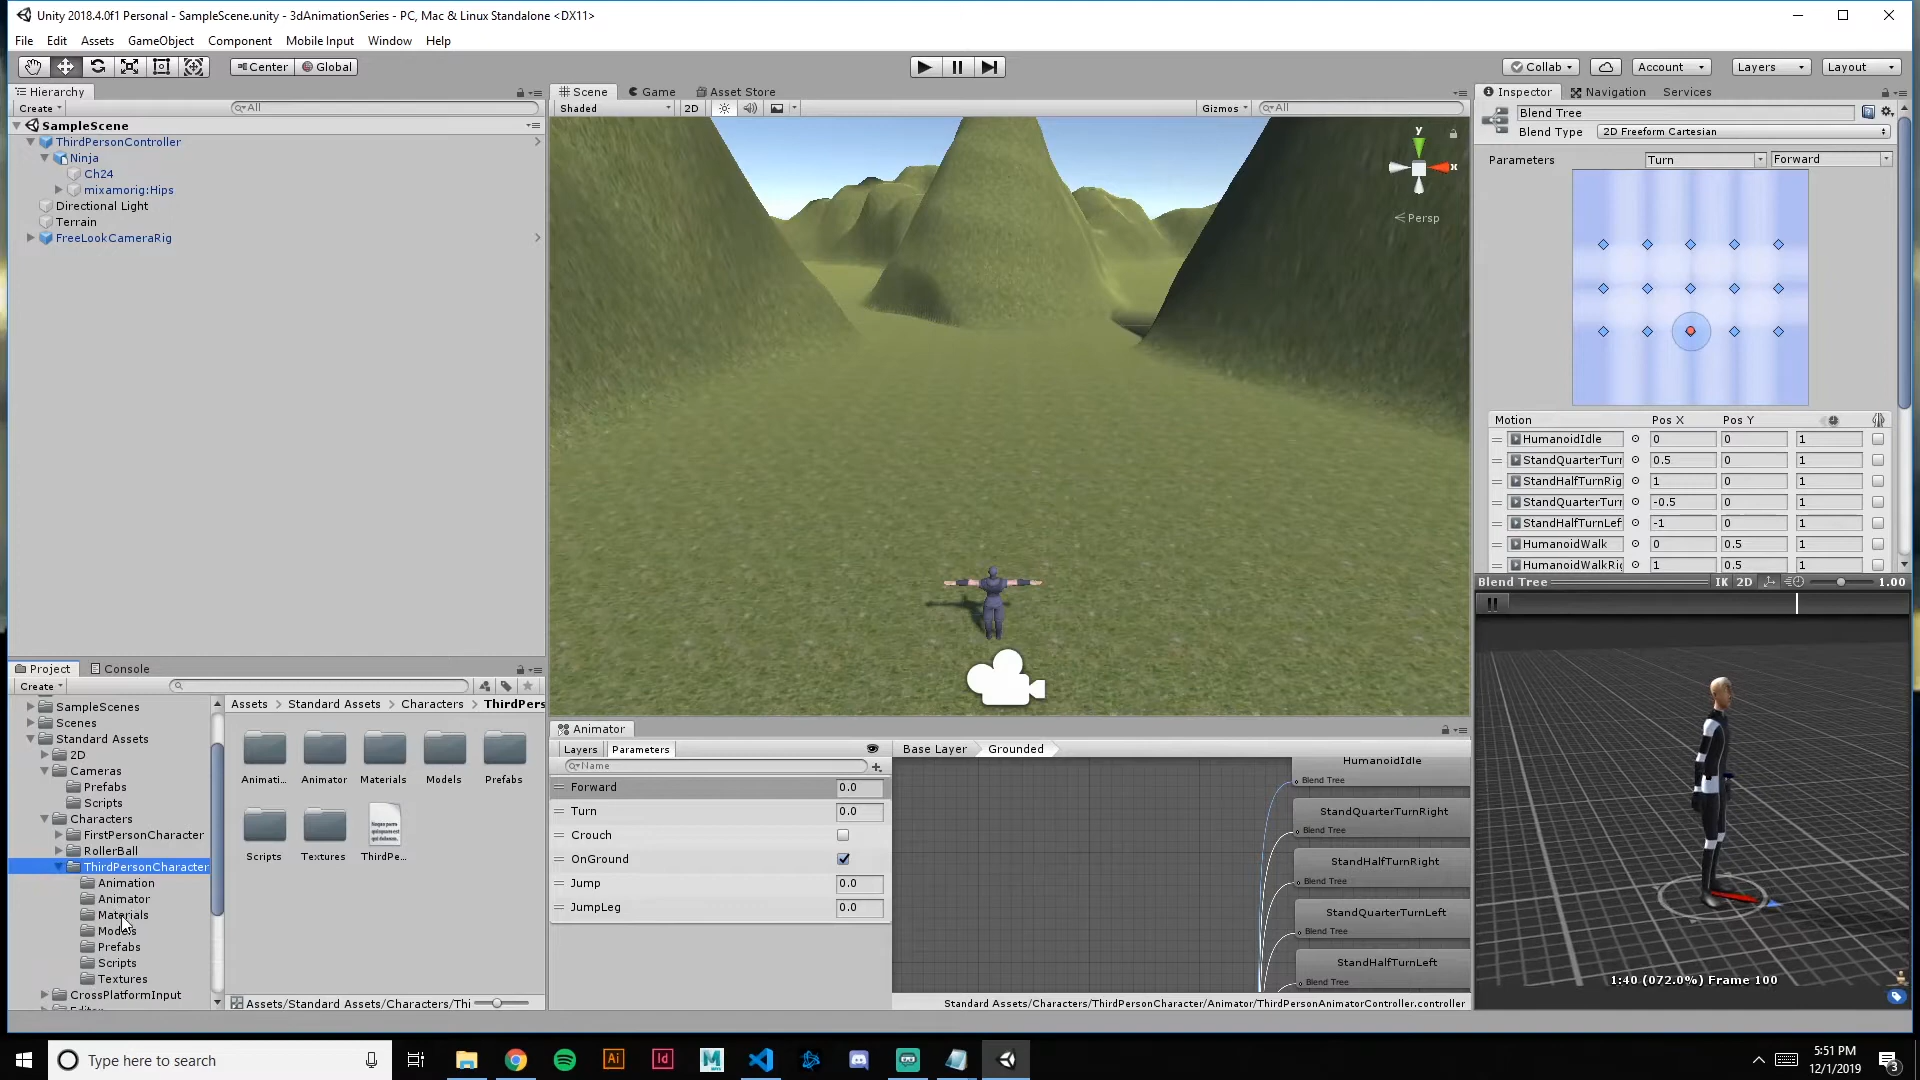 Unity 2018.4.0f1 Personal - SampleScene.unity - 3dAnimationSeries - PC, Mac & Linux Standalone <DX11>
File Edit Assets GameObject Component Mobile Input Window Help
Center Global Collab Account Layers Layout
Hierarchy
Create All
SampleScene
ThirdPersonController
Ninja
Ch24
mixamorig:Hips
Directional Light
Terrain
FreeLookCameraRig
Scene Game Asset Store
Shaded 2D Gizmos All
y
x
Persp
Inspector Navigation Services
Blend Tree
Blend Type 2D Freeform Cartesian
Parameters Turn Forward
Motion Pos X Pos Y
HumanoidIdle 0 0 1
StandQuarterTurr 0.5 0 1
StandHalfTurnRig 1 0 1
StandQuarterTurr -0.5 0 1
StandHalfTurnLef -1 0 1
HumanoidWalk 0 0.5 1
HumanoidWalkRig 1 0.5 1
Blend Tree IK 2D 1.00
1:40 (072.0%) Frame 100
Project Console
Create
SampleScenes
Scenes
Standard Assets
2D
Cameras
Prefabs
Scripts
Characters
FirstPersonCharacter
RollerBall
ThirdPersonCharacter
Animation
Animator
Materials
Models
Prefabs
Scripts
Textures
CrossPlatformInput
Assets Standard Assets Characters ThirdPers
Animati... Animator Materials Models Prefabs
Scripts Textures ThirdPe...
Assets/Standard Assets/Characters/Thi
Animator
Layers Parameters
Name
Forward 0.0
Turn 0.0
Crouch
OnGround
Jump 0.0
JumpLeg 0.0
Base Layer Grounded
HumanoidIdle
Blend Tree
StandQuarterTurnRight
Blend Tree
StandHalfTurnRight
Blend Tree
StandQuarterTurnLeft
Blend Tree
StandHalfTurnLeft
Blend Tree
Standard Assets/Characters/ThirdPersonCharacter/Animator/ThirdPersonAnimatorController.controller
Type here to search
Ai
Id
M
5:51 PM
12/1/2019
3